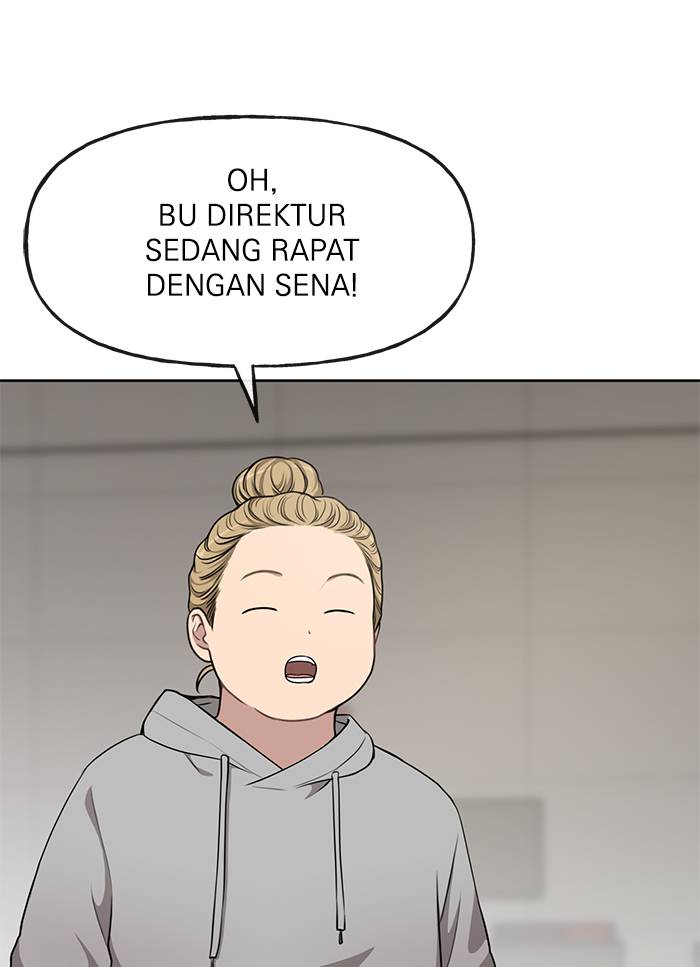 OH,
BU DIREKTUR
SEDANG RAPAT
DENGAN SENA!